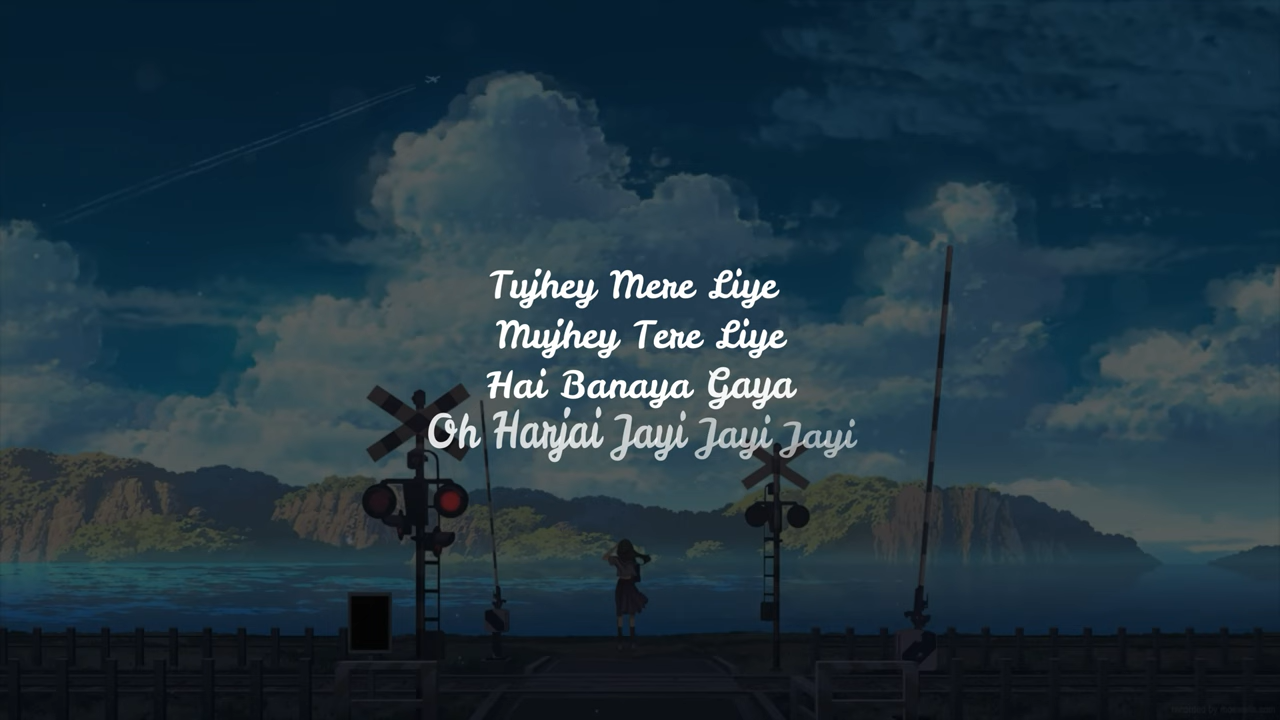 Tujhey Mere Liye
Mujhey Tere Liye
Hai Banaya Gaya
Oh Harjai Jayi Jayi Jayi